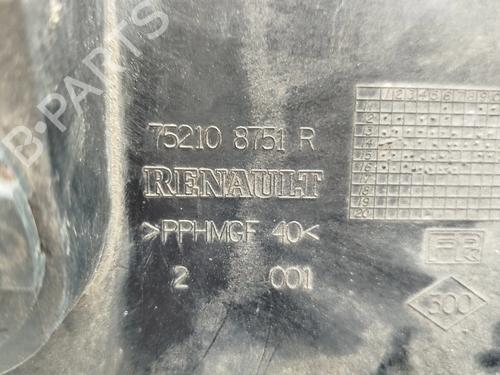 B-PARTS
75210 8751 R
RENAULT
>PPHMGF 40<
2 001
500